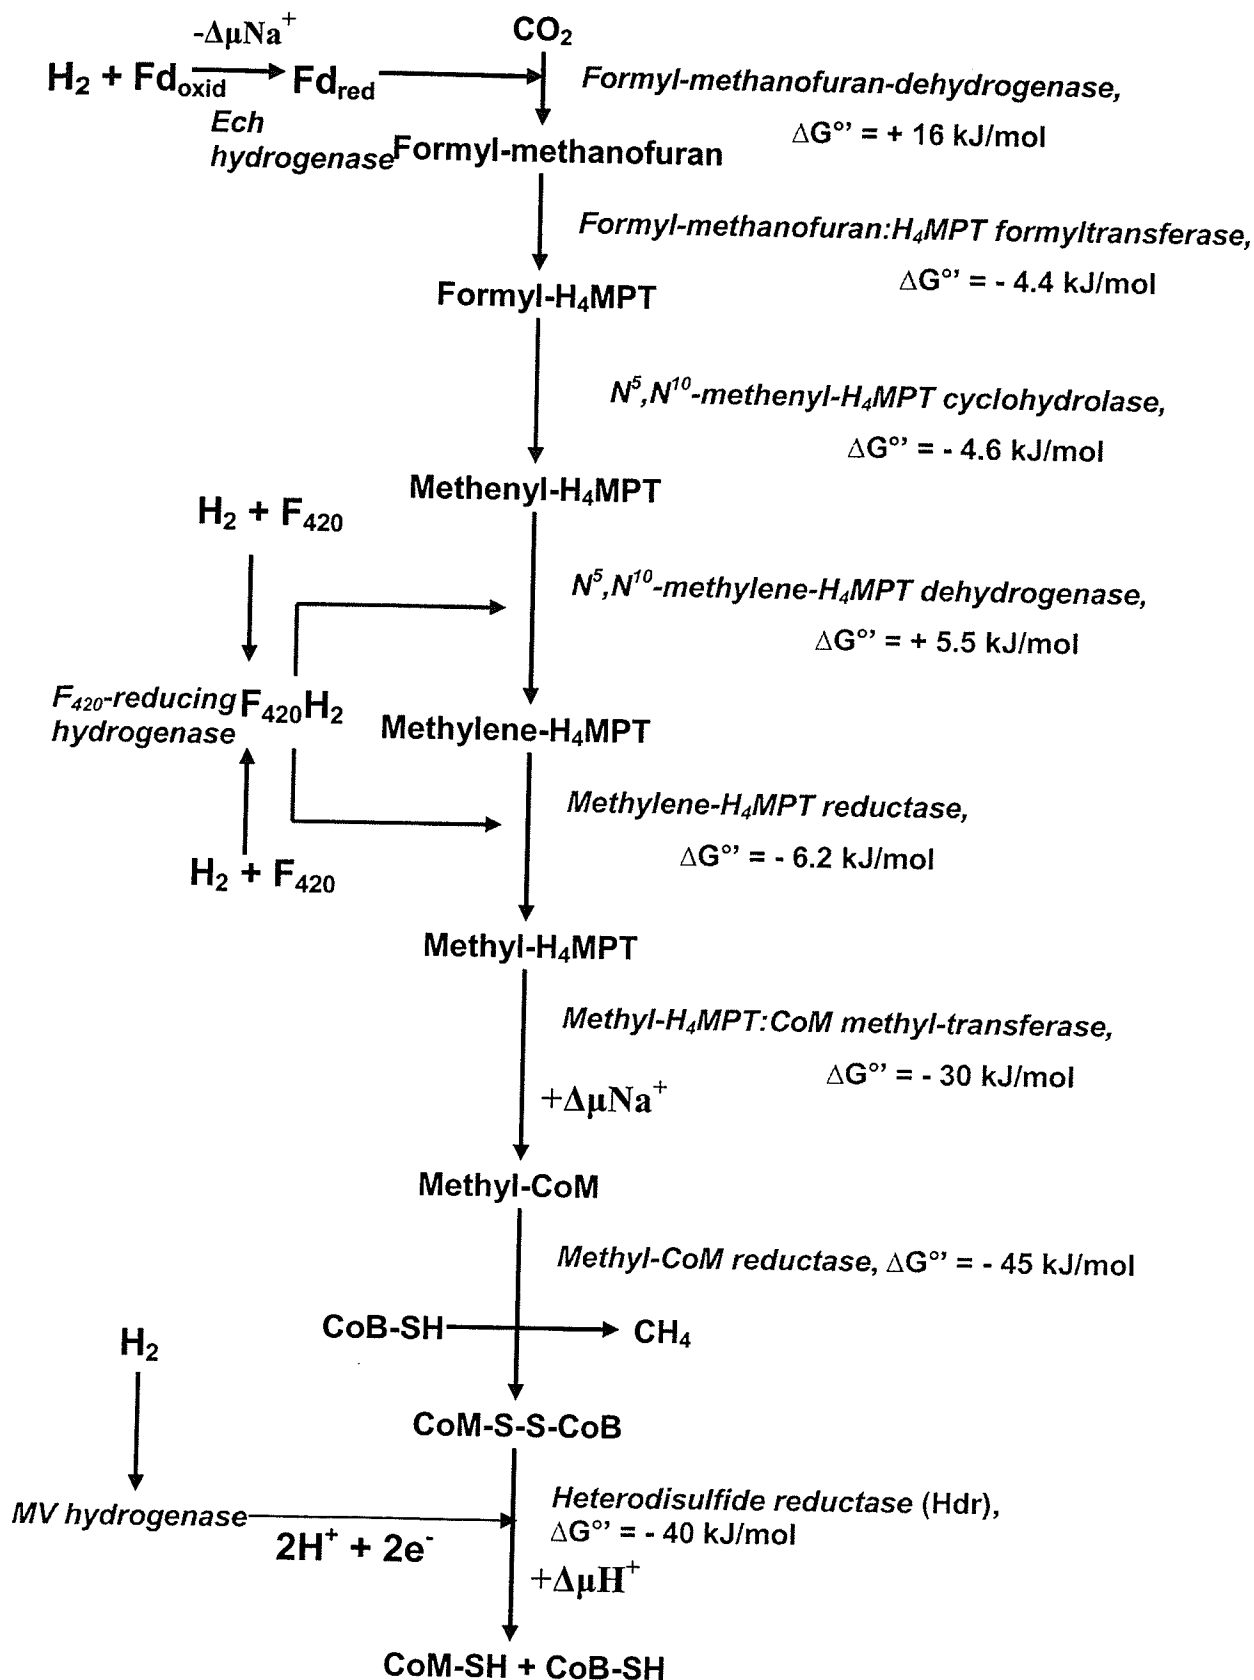 -ΔμNa⁺
CO₂
H₂ + Fdoxid
Fdred
Formyl-methanofuran-dehydrogenase,
ΔG°’ = + 16 kJ/mol
Ech
hydrogenase
Formyl-methanofuran
Formyl-methanofuran:H₄MPT formyltransferase,
ΔG°’ = - 4.4 kJ/mol
Formyl-H₄MPT
N⁵,N¹⁰-methenyl-H₄MPT cyclohydrolase,
ΔG°’ = - 4.6 kJ/mol
Methenyl-H₄MPT
H₂ + F₄₂₀
N⁵,N¹⁰-methylene-H₄MPT dehydrogenase,
ΔG°’ = + 5.5 kJ/mol
F₄₂₀-reducing
hydrogenase
F₄₂₀H₂
Methylene-H₄MPT
Methylene-H₄MPT reductase,
ΔG°’ = - 6.2 kJ/mol
H₂ + F₄₂₀
Methyl-H₄MPT
Methyl-H₄MPT:CoM methyl-transferase,
ΔG°’ = - 30 kJ/mol
+ΔμNa⁺
Methyl-CoM
Methyl-CoM reductase, ΔG°’ = - 45 kJ/mol
CoB-SH
CH₄
H₂
CoM-S-S-CoB
MV hydrogenase
2H⁺ + 2e⁻
Heterodisulfide reductase (Hdr),
ΔG°’ = - 40 kJ/mol
+ΔμH⁺
CoM-SH + CoB-SH